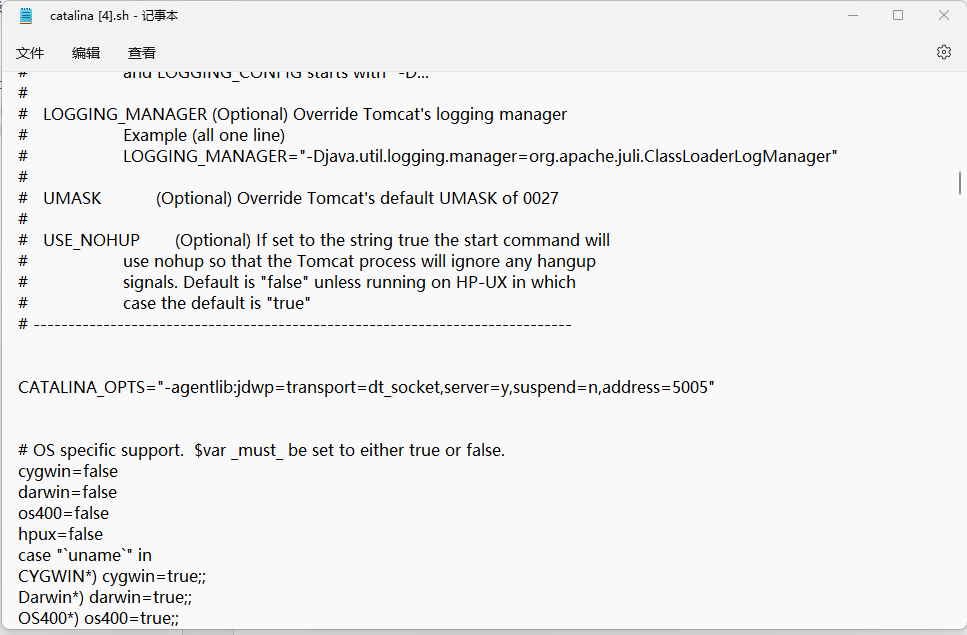 catalina [4].sh - 记事本
文件 编辑 查看
# and LOGGING_CONFIG starts with "-D...
#
# LOGGING_MANAGER (Optional) Override Tomcat's logging manager
# Example (all one line)
# LOGGING_MANAGER="-Djava.util.logging.manager=org.apache.juli.ClassLoaderLogManager"
#
# UMASK (Optional) Override Tomcat's default UMASK of 0027
#
# USE_NOHUP (Optional) If set to the string true the start command will
# use nohup so that the Tomcat process will ignore any hangup
# signals. Default is "false" unless running on HP-UX in which
# case the default is "true"
# -----------------------------------------------------------------------------
CATALINA_OPTS="-agentlib:jdwp=transport=dt_socket,server=y,suspend=n,address=5005"
# OS specific support.  $var _must_ be set to either true or false.
cygwin=false
darwin=false
os400=false
hpux=false
case "`uname`" in
CYGWIN*) cygwin=true;;
Darwin*) darwin=true;;
OS400*) os400=true;;